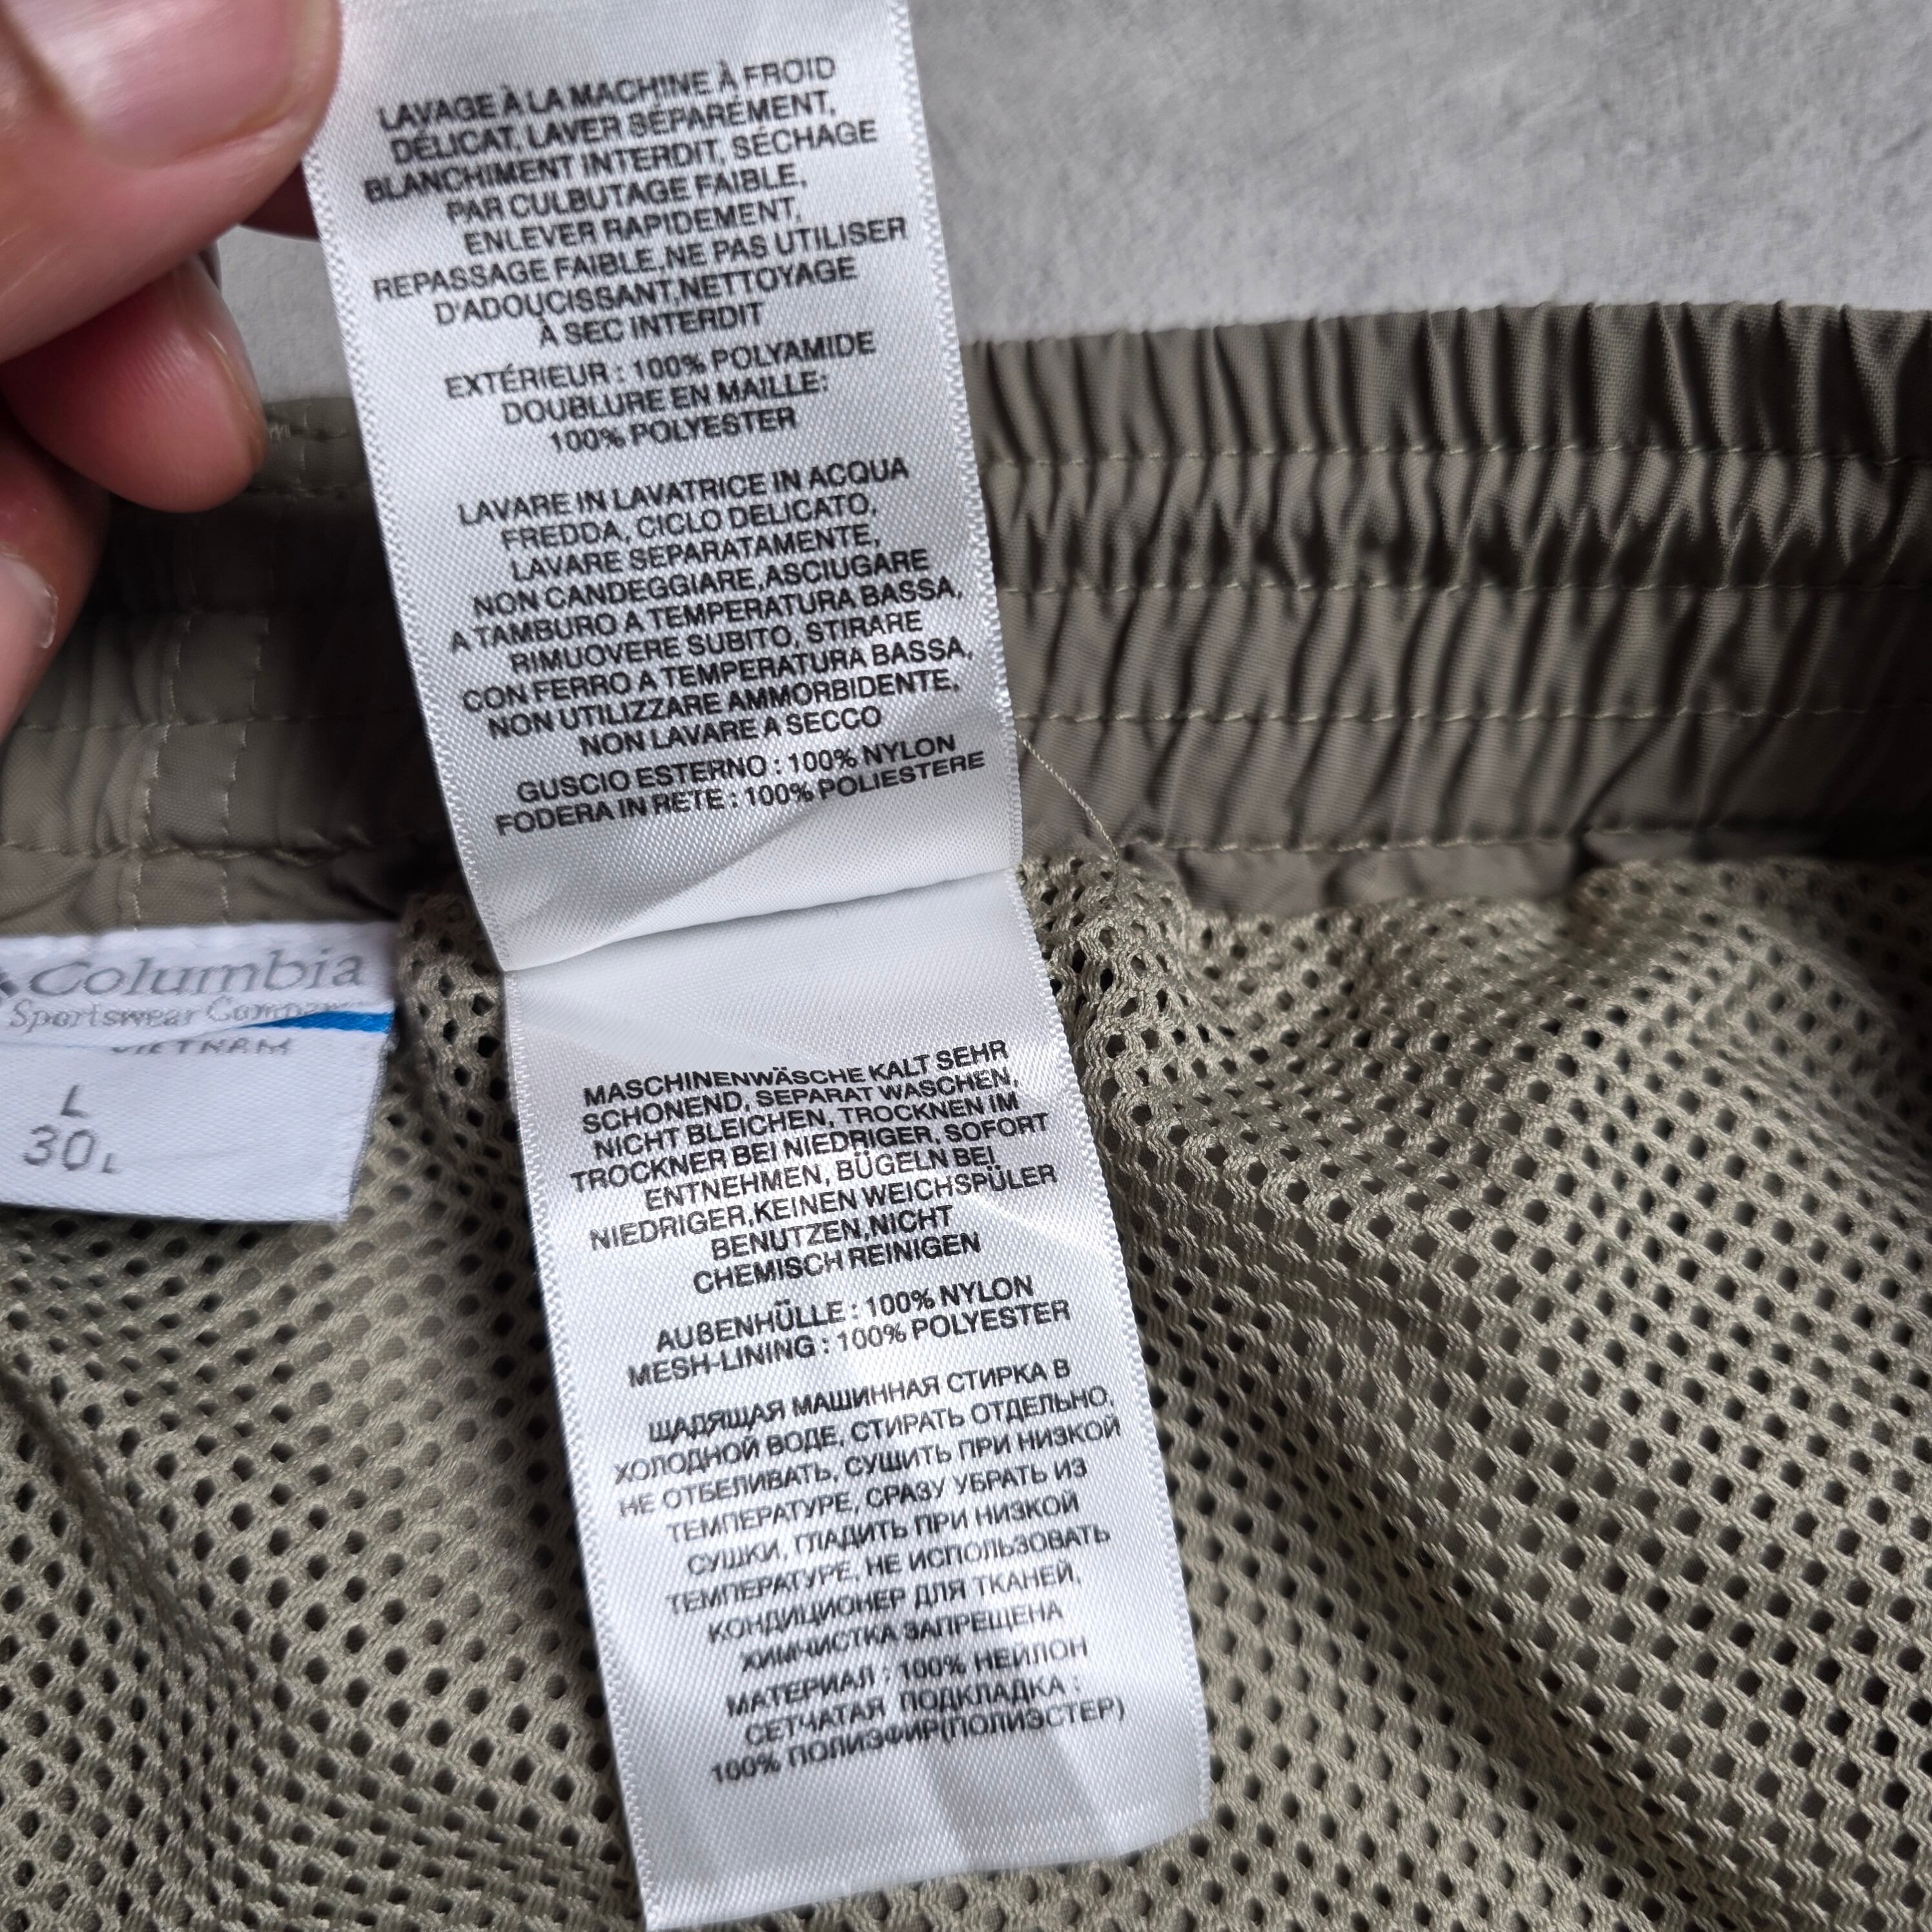 LAVAGE À LA MACHINE À FROID
DÉLICAT, LAVER SÉPARÉMENT,
BLANCHIMENT INTERDIT, SÉCHAGE
PAR CULBUTAGE FAIBLE,
ENLEVER RAPIDEMENT,
REPASSAGE FAIBLE,NE PAS UTILISER
D'ADOUCISSANT,NETTOYAGE
À SEC INTERDIT
EXTÉRIEUR : 100% POLYAMIDE
DOUBLURE EN MAILLE:
100% POLYESTER
LAVARE IN LAVATRICE IN ACQUA
FREDDA, CICLO DELICATO,
LAVARE SEPARATAMENTE,
NON CANDEGGIARE,ASCIUGARE
A TAMBURO A TEMPERATURA BASSA,
RIMUOVERE SUBITO, STIRARE
CON FERRO A TEMPERATURA BASSA,
NON UTILIZZARE AMMORBIDENTE,
NON LAVARE A SECCO
GUSCIO ESTERNO : 100% NYLON
FODERA IN RETE : 100% POLIESTERE
Columbia
Sportswear Company
VIETNAM
L
30L
MASCHINENWÄSCHE KALT SEHR
SCHONEND, SEPARAT WASCHEN,
NICHT BLEICHEN, TROCKNEN IM
TROCKNER BEI NIEDRIGER, SOFORT
ENTNEHMEN, BÜGELN BEI
NIEDRIGER,KEINEN WEICHSPÜLER
BENUTZEN,NICHT
CHEMISCH REINIGEN
AUßENHÜLLE : 100% NYLON
MESH-LINING : 100% POLYESTER
ЩАДЯЩАЯ МАШИННАЯ СТИРКА В
ХОЛОДНОЙ ВОДЕ, СТИРАТЬ ОТДЕЛЬНО,
НЕ ОТБЕЛИВАТЬ, СУШИТЬ ПРИ НИЗКОЙ
ТЕМПЕРАТУРЕ, СРАЗУ УБРАТЬ ИЗ
СУШКИ, ГЛАДИТЬ ПРИ НИЗКОЙ
ТЕМПЕРАТУРЕ, НЕ ИСПОЛЬЗОВАТЬ
КОНДИЦИОНЕР ДЛЯ ТКАНЕЙ,
ХИМЧИСТКА ЗАПРЕЩЕНА
МАТЕРИАЛ : 100% НЕЙЛОН
СЕТЧАТАЯ ПОДКЛАДКА :
100% ПОЛИЭФИР(ПОЛИЭСТЕР)